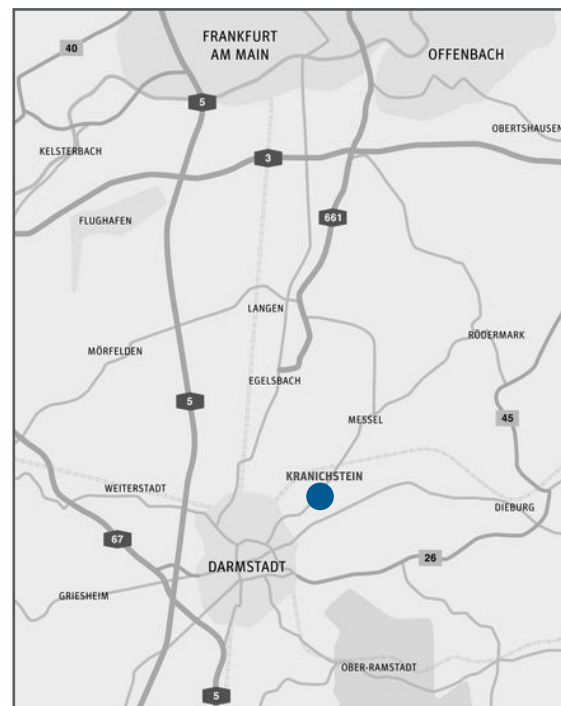 FRANKFURT
AM MAIN
OFFENBACH
40
5
OBERTSHAUSEN
KELSTERBACH
3
FLUGHAFEN
661
LANGEN
RÖDERMARK
MÖRFELDEN
EGELSBACH
5
MESSEL
45
KRANICHSTEIN
WEITERSTADT
DIEBURG
67
26
DARMSTADT
GRIESHEIM
OBER-RAMSTADT
5